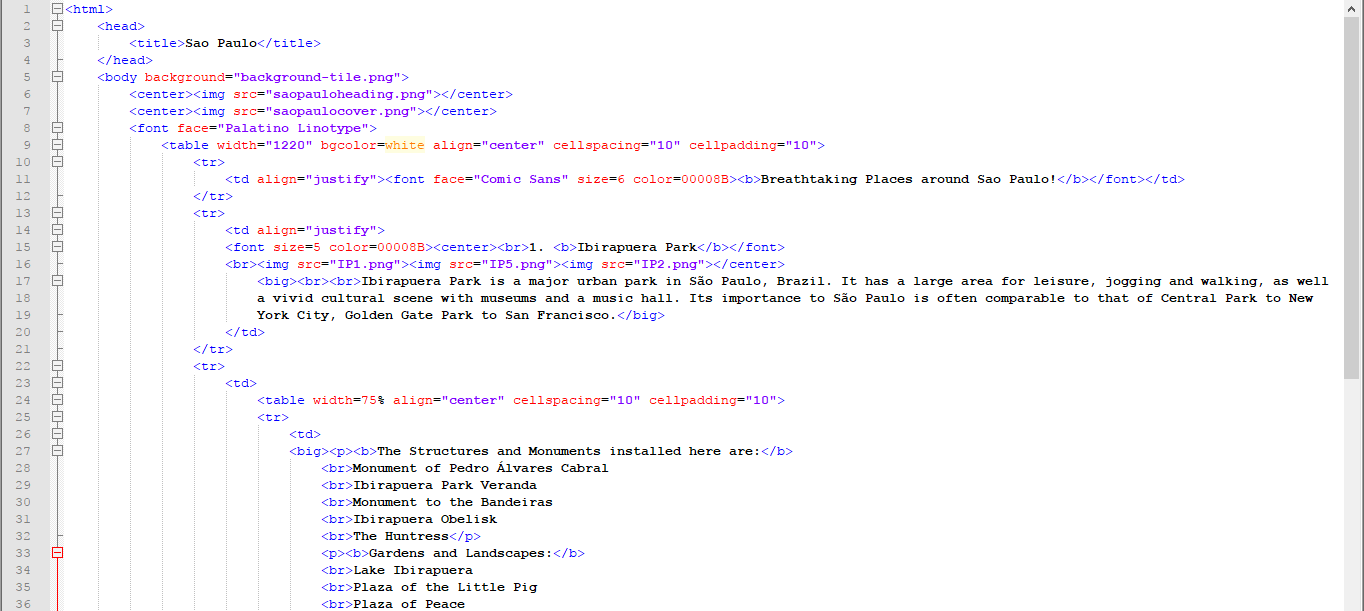 1 <html>
2 <head>
3 <title>Sao Paulo</title>
4 </head>
5 <body background="background-tile.png">
6 <center><img src="saopauloheading.png"></center>
7 <center><img src="saopaulocover.png"></center>
8 <font face="Palatino Linotype">
9 <table width="1220" bgcolor=white align="center" cellspacing="10" cellpadding="10">
10 <tr>
11 <td align="justify"><font face="Comic Sans" size=6 color=00008B><b>Breathtaking Places around Sao Paulo!</b></font></td>
12 </tr>
13 <tr>
14 <td align="justify">
15 <font size=5 color=00008B><center><br>1. <b>Ibirapuera Park</b></font>
16 <br><img src="IP1.png"><img src="IP5.png"><img src="IP2.png"></center>
17 <big><br><br>Ibirapuera Park is a major urban park in São Paulo, Brazil. It has a large area for leisure, jogging and walking, as well
18 a vivid cultural scene with museums and a music hall. Its importance to São Paulo is often comparable to that of Central Park to New
19 York City, Golden Gate Park to San Francisco.</big>
20 </td>
21 </tr>
22 <tr>
23 <td>
24 <table width=75% align="center" cellspacing="10" cellpadding="10">
25 <tr>
26 <td>
27 <big><p><b>The Structures and Monuments installed here are:</b>
28 <br>Monument of Pedro Álvares Cabral
29 <br>Ibirapuera Park Veranda
30 <br>Monument to the Bandeiras
31 <br>Ibirapuera Obelisk
32 <br>The Huntress</p>
33 <p><b>Gardens and Landscapes:</b>
34 <br>Lake Ibirapuera
35 <br>Plaza of the Little Pig
36 <br>Plaza of Peace